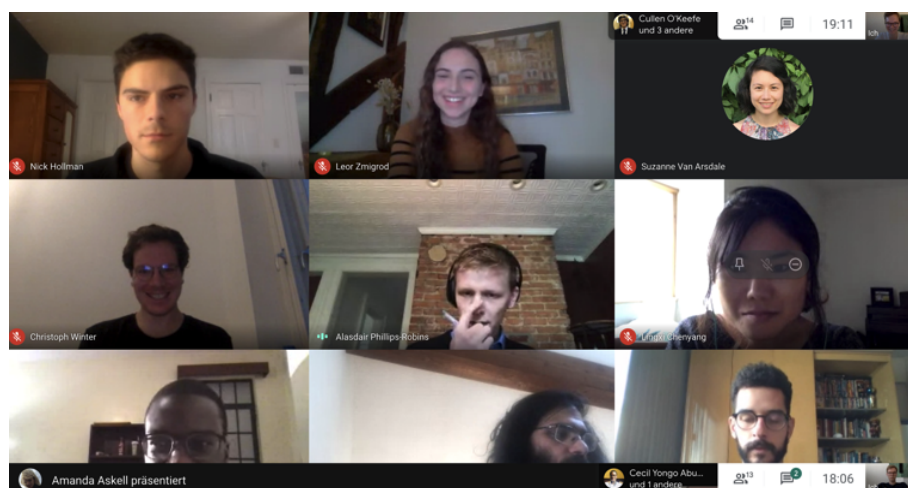 Cullen O'Keefe
und 3 andere
14
19:11
Ich
Nick Hollman
Leor Zmigrod
Suzanne Van Arsdale
Christoph Winter
Alasdair Phillips-Robins
Amanda Askell präsentiert
Cecil Yongo Abu...
und 1 andere
13
2
18:06